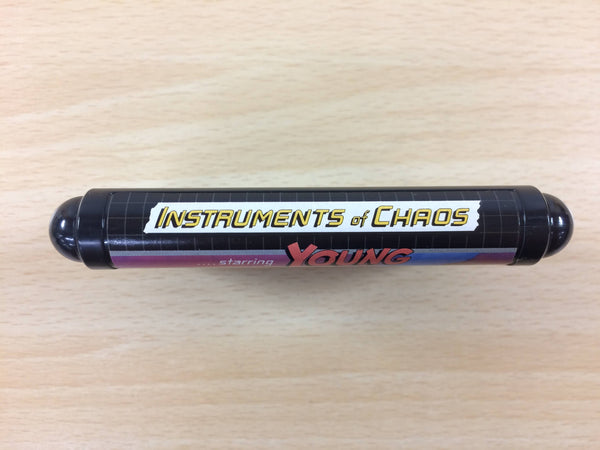 INSTRUMENTS of CHAOS
....starring YOUNG